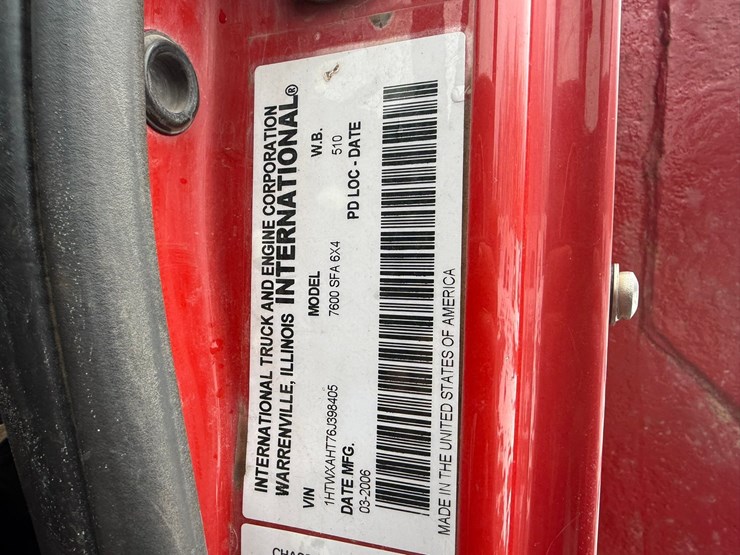 INTERNATIONAL TRUCK AND ENGINE CORPORATION
WARRENVILLE, ILLINOIS INTERNATIONAL®
VIN MODEL W.B.
1HTWXAHT76J398405 7600 SFA 6X4 510
DATE MFG. PD LOC - DATE
03-2006
MADE IN THE UNITED STATES OF AMERICA